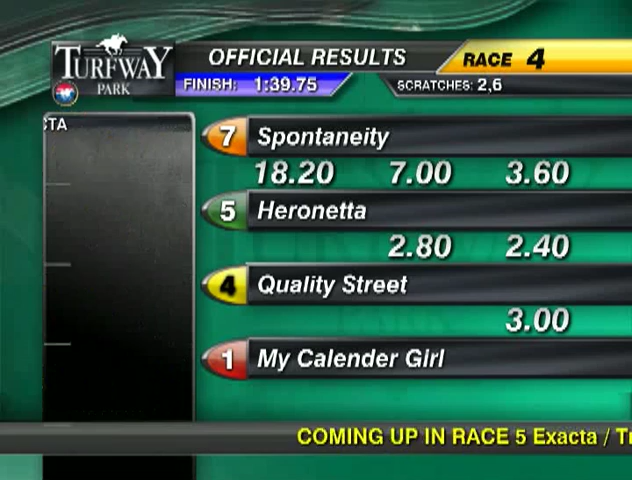 TURFWAY
PARK
OFFICIAL RESULTS
RACE 4
FINISH: 1:39.75
SCRATCHES: 2,6
7 Spontaneity
18.20 7.00 3.60
5 Heronetta
2.80 2.40
4 Quality Street
3.00
1 My Calender Girl
COMING UP IN RACE 5 Exacta /